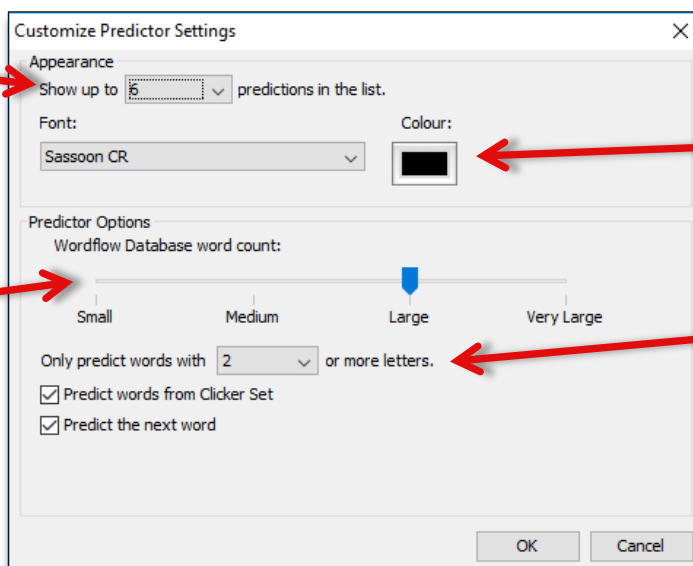 Customize Predictor Settings
Appearance
Show up to 6 predictions in the list.
Font: Colour:
Sassoon CR
Predictor Options
Wordflow Database word count:
Small Medium Large Very Large
Only predict words with 2 or more letters.
Predict words from Clicker Set
Predict the next word
OK Cancel